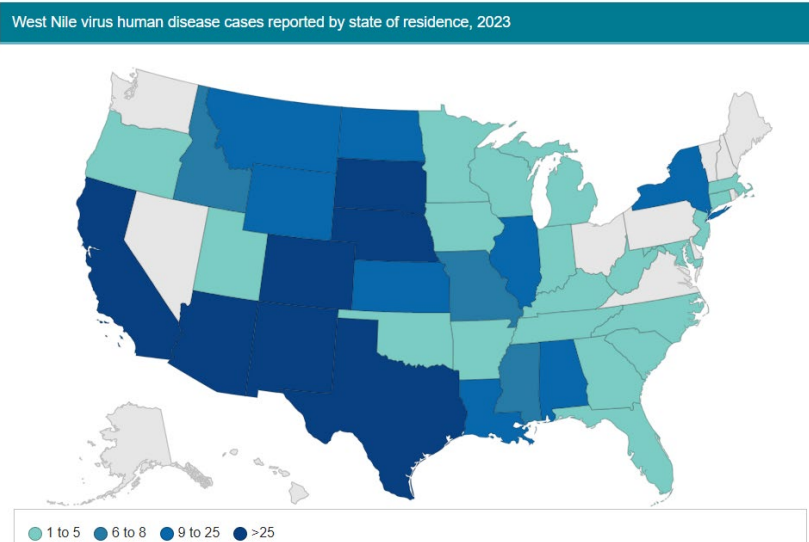 West Nile virus human disease cases reported by state of residence, 2023
1 to 5 6 to 8 9 to 25 >25